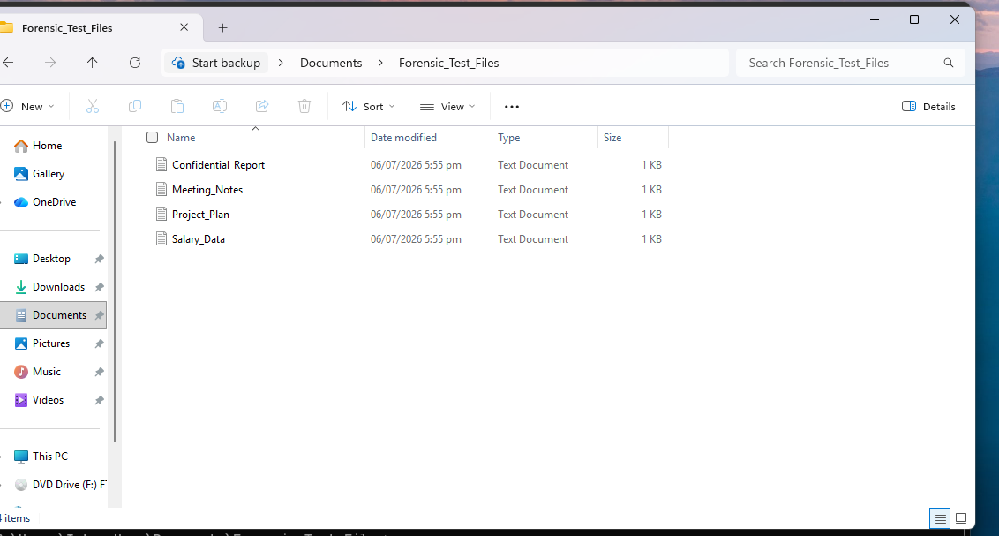 Forensic_Test_Files
Start backup > Documents > Forensic_Test_Files
Search Forensic_Test_Files
New
Sort
View
Details
Name Date modified Type Size
Confidential_Report 06/07/2026 5:55 pm Text Document 1 KB
Meeting_Notes 06/07/2026 5:55 pm Text Document 1 KB
Project_Plan 06/07/2026 5:55 pm Text Document 1 KB
Salary_Data 06/07/2026 5:55 pm Text Document 1 KB
Home
Gallery
OneDrive
Desktop
Downloads
Documents
Pictures
Music
Videos
This PC
DVD Drive (F:)
items